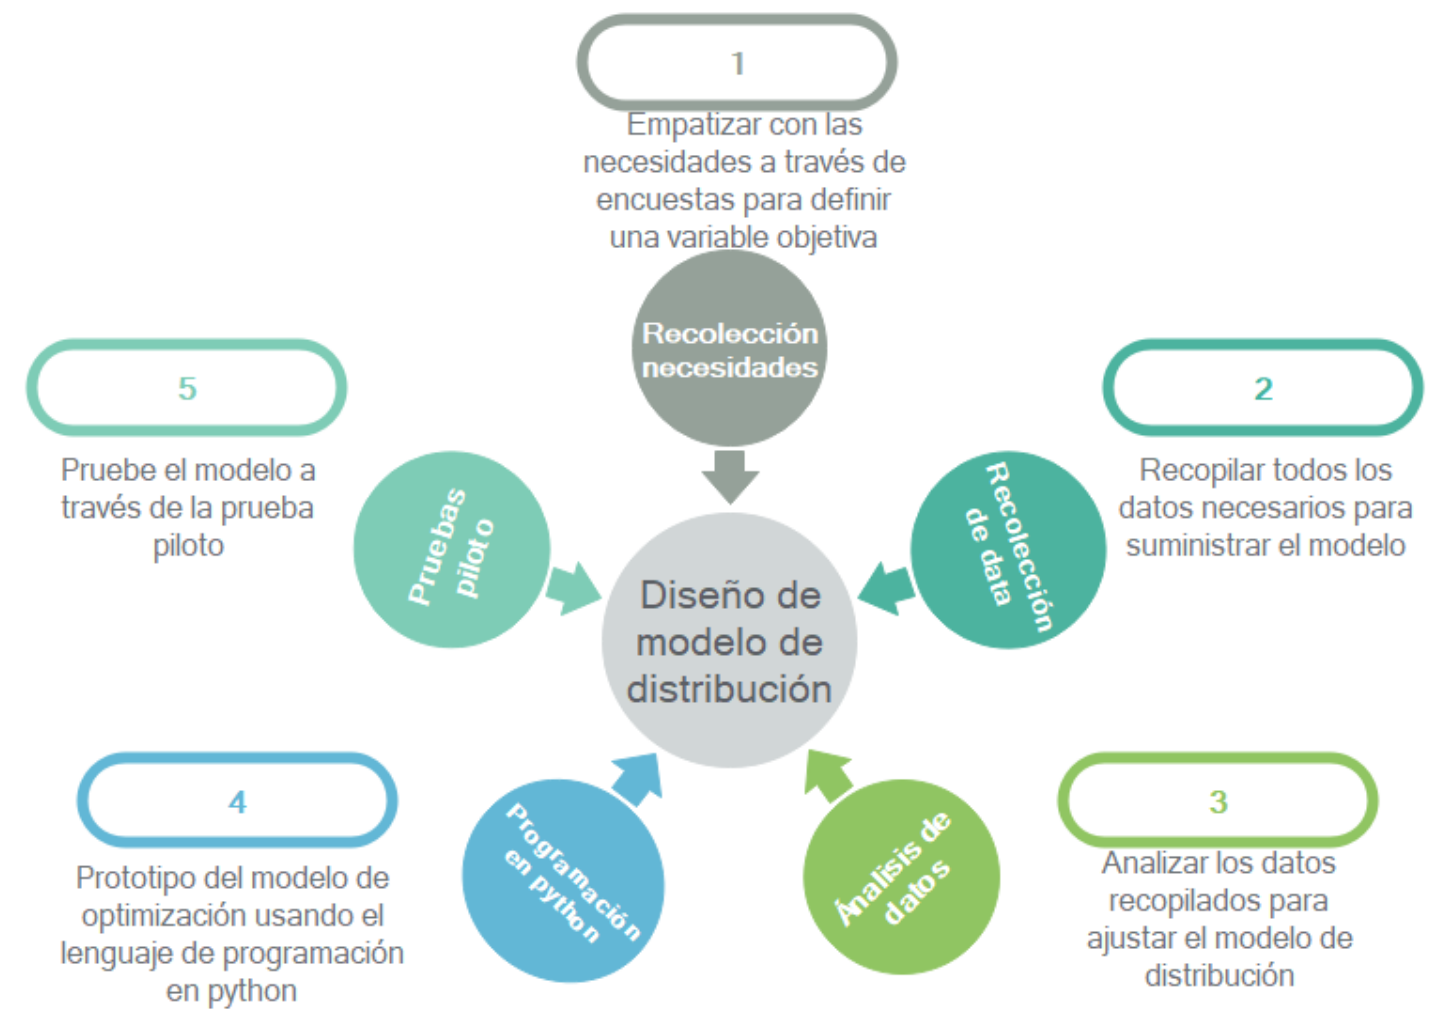 1
Empatizar con las
necesidades a través de
encuestas para definir
una variable objetiva
Recolección
necesidades
2
Recopilar todos los
datos necesarios para
suministrar el modelo
Recolección
de data
3
Analizar los datos
recopilados para
ajustar el modelo de
distribución
Ánalisis de
datos
4
Prototipo del modelo de
optimización usando el
lenguaje de programación
en python
Programación
en python
5
Pruebe el modelo a
través de la prueba
piloto
Pruebas
piloto
Diseño de
modelo de
distribución